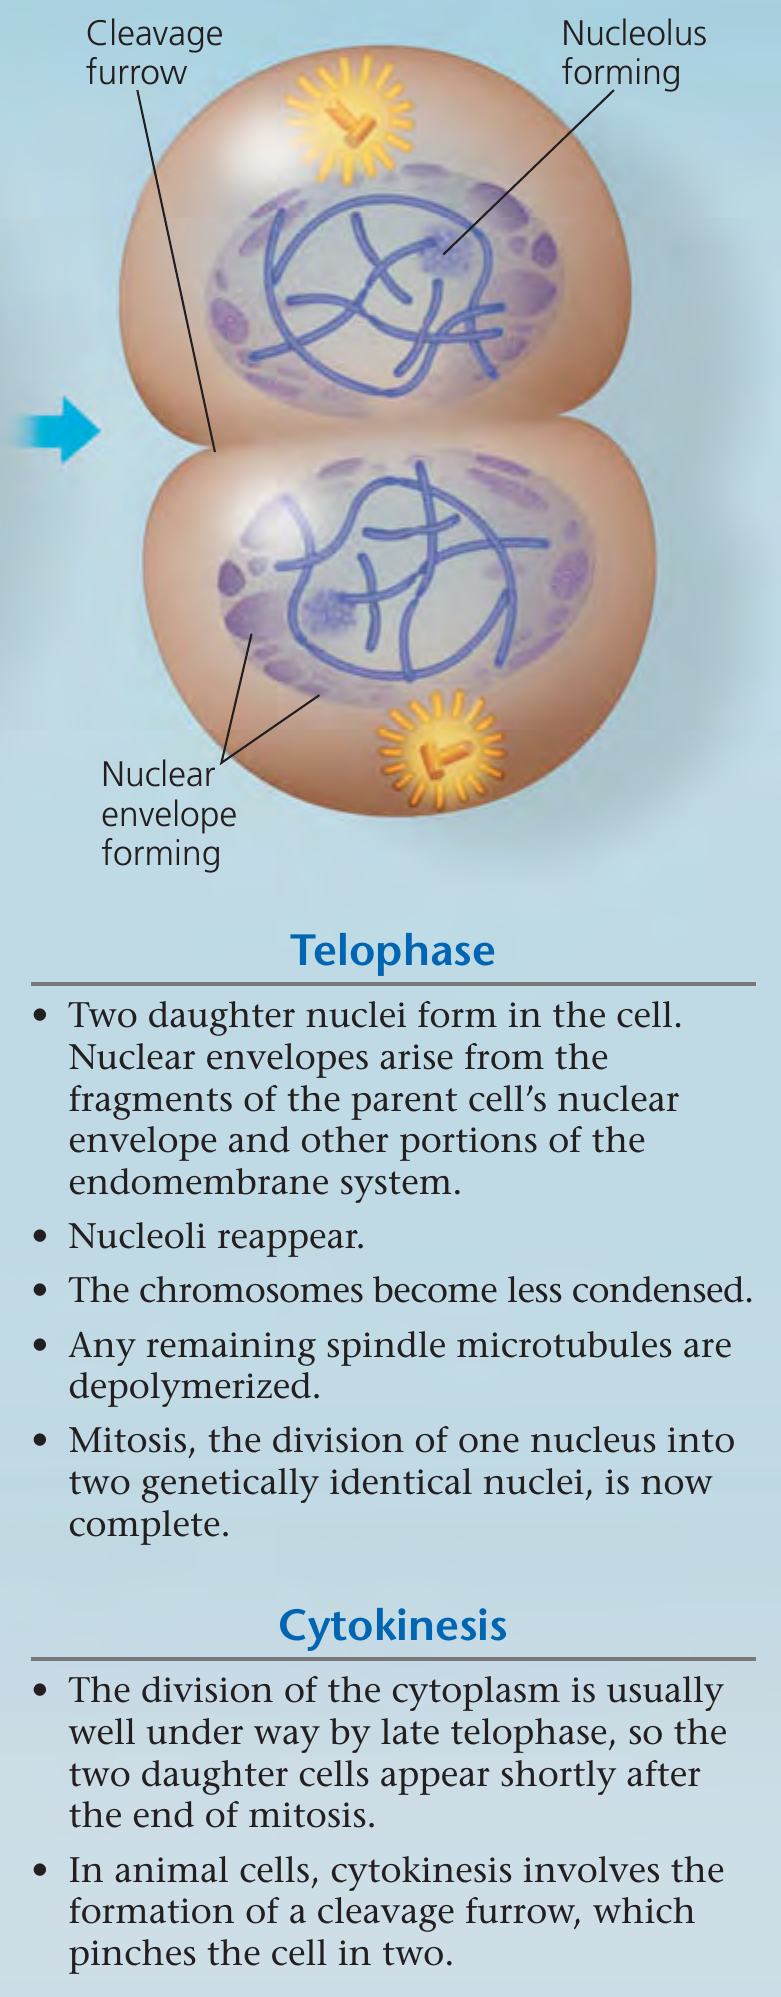 Cleavage
furrow
Nucleolus
forming
Nuclear
envelope
forming
Telophase
• Two daughter nuclei form in the cell.
Nuclear envelopes arise from the
fragments of the parent cell’s nuclear
envelope and other portions of the
endomembrane system.
• Nucleoli reappear.
• The chromosomes become less condensed.
• Any remaining spindle microtubules are
depolymerized.
• Mitosis, the division of one nucleus into
two genetically identical nuclei, is now
complete.
Cytokinesis
• The division of the cytoplasm is usually
well under way by late telophase, so the
two daughter cells appear shortly after
the end of mitosis.
• In animal cells, cytokinesis involves the
formation of a cleavage furrow, which
pinches the cell in two.